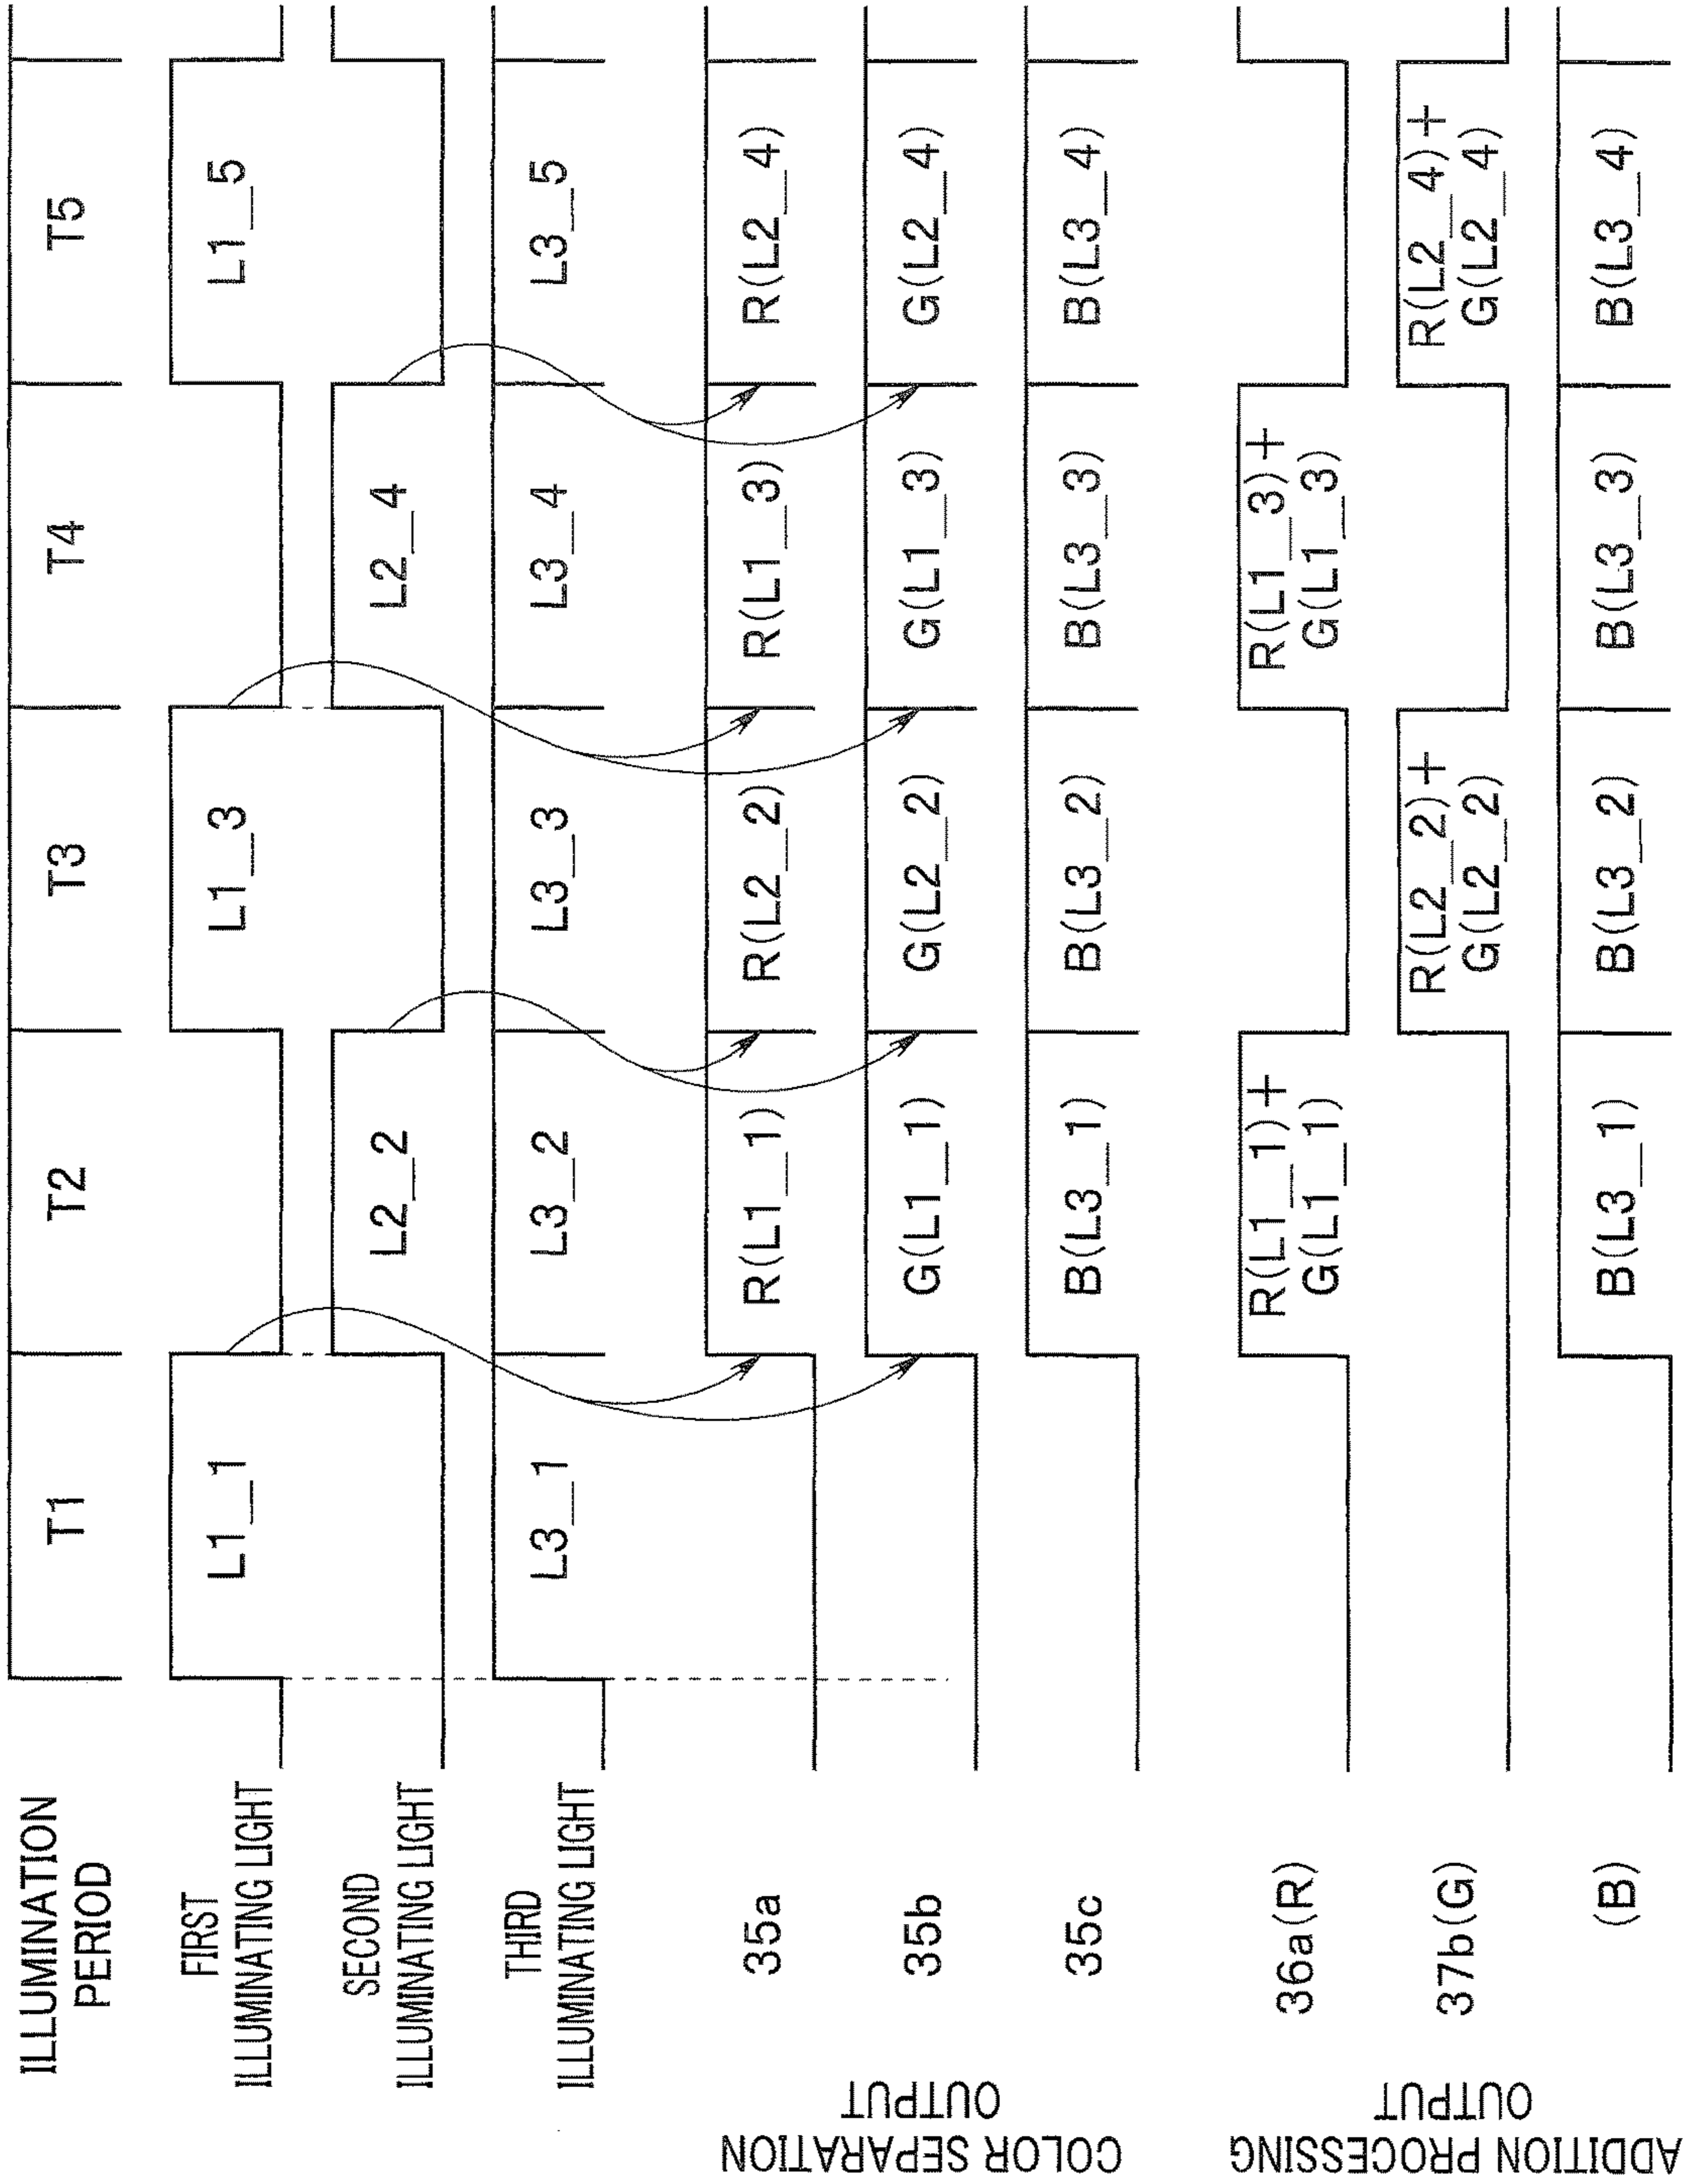 ILLUMINATION
PERIOD
T1 T2 T3 T4 T5
FIRST
ILLUMINATING LIGHT
L1_1 L1_3 L1_5
SECOND
ILLUMINATING LIGHT
L2_2 L2_4
THIRD
ILLUMINATING LIGHT
L3_1 L3_2 L3_3 L3_4 L3_5
COLOR SEPARATION
OUTPUT
35a R(L1_1) R(L2_2) R(L1_3) R(L2_4)
35b G(L1_1) G(L2_2) G(L1_3) G(L2_4)
35c B(L3_1) B(L3_2) B(L3_3) B(L3_4)
ADDITION PROCESSING
OUTPUT
36a(R)
R(L1_1)+ R(L1_3)+
G(L1_1) G(L1_3)
37b(G)
R(L2_2)+ R(L2_4)+
G(L2_2) G(L2_4)
(B) B(L3_1) B(L3_2) B(L3_3) B(L3_4)